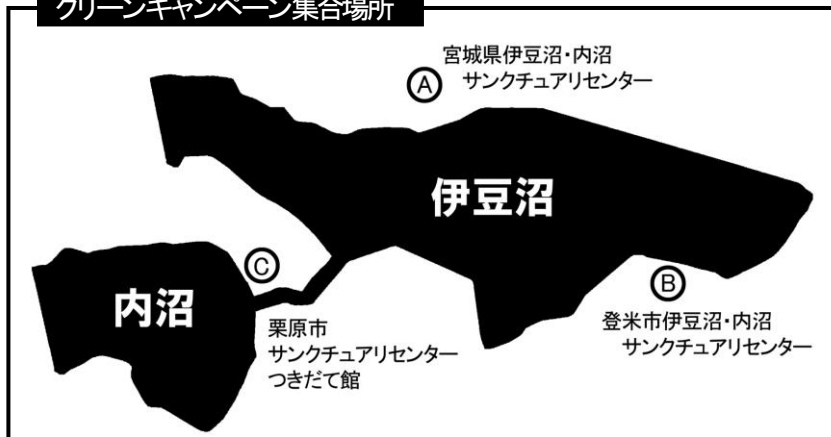 クリーンキャンペーン集合場所
宮城県伊豆沼・内沼
サンクチュアリセンター
Ⓐ
伊豆沼
Ⓒ
内沼
栗原市
サンクチュアリセンター
つきだて館
Ⓑ
登米市伊豆沼・内沼
サンクチュアリセンター